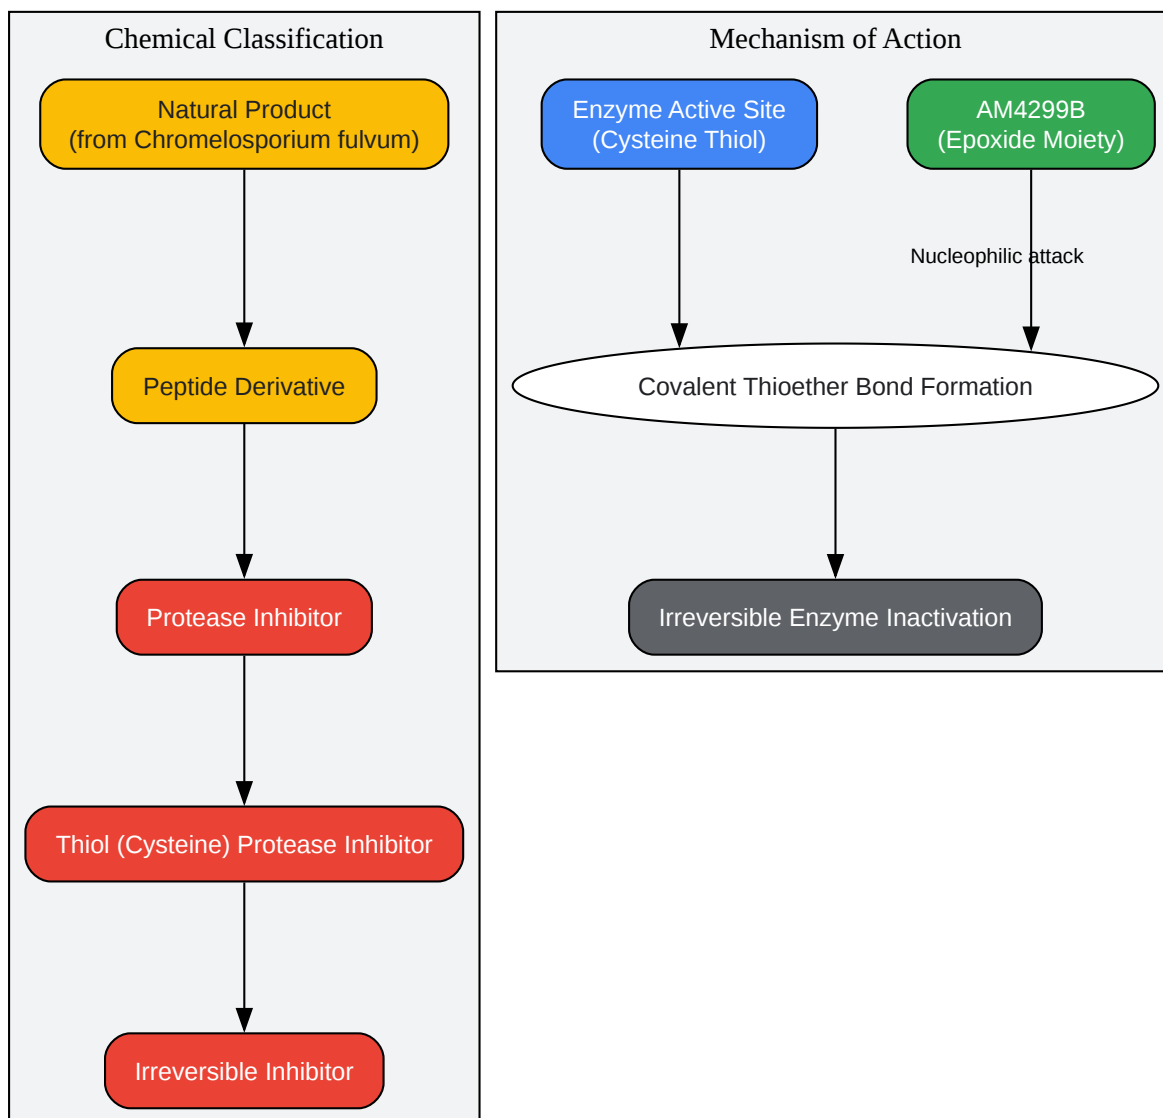 Chemical Classification
Natural Product
(from Chromelosporium fulvum)
Peptide Derivative
Protease Inhibitor
Thiol (Cysteine) Protease Inhibitor
Irreversible Inhibitor
Mechanism of Action
Enzyme Active Site
(Cysteine Thiol)
AM4299B
(Epoxide Moiety)
Nucleophilic attack
Covalent Thioether Bond Formation
Irreversible Enzyme Inactivation